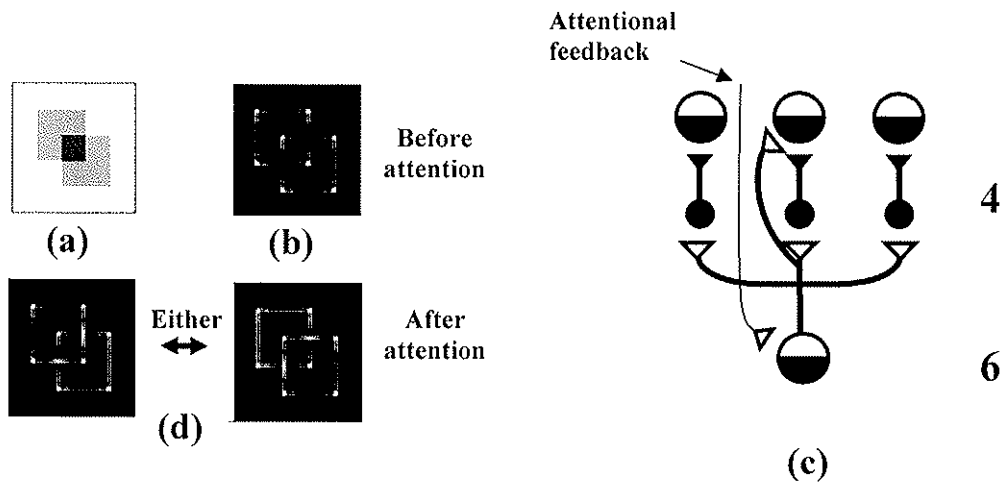 Attentional
feedback
(a)
(b)
Before
attention
4
Either
After
attention
6
(d)
(c)